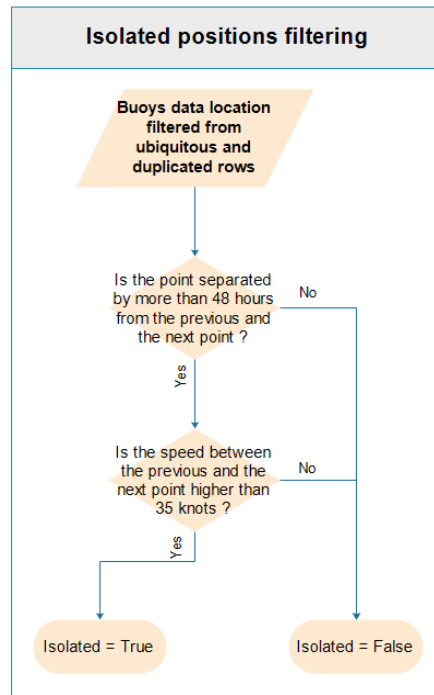 Isolated positions filtering
Buoys data location
filtered from
ubiquitous and
duplicated rows
Is the point separated
by more than 48 hours
from the previous and
the next point ?
No
Yes
Is the speed between
the previous and the
next point higher than
35 knots ?
No
Yes
Isolated = True
Isolated = False